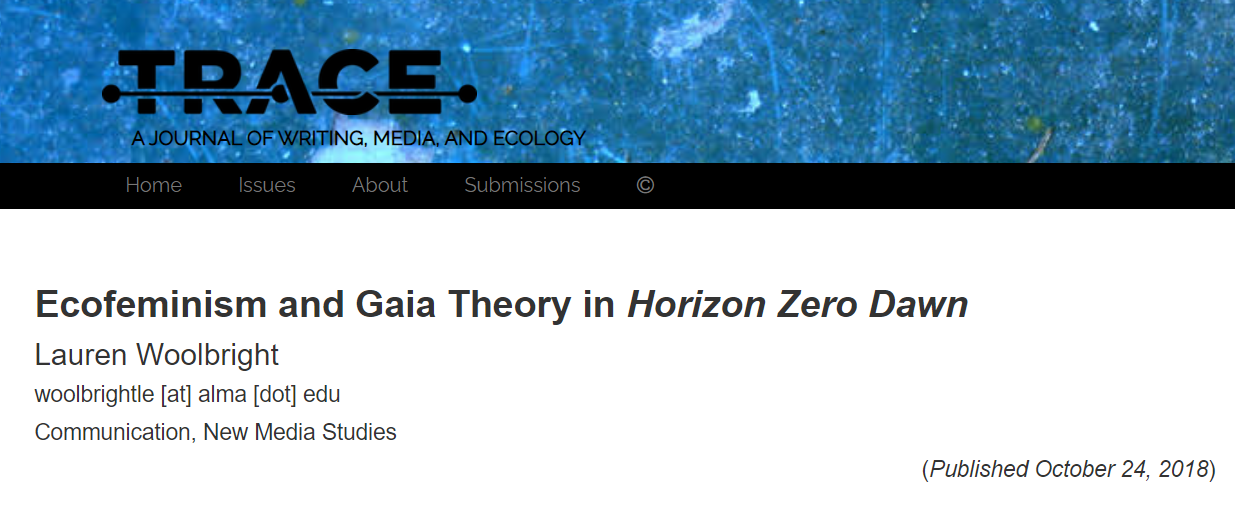 TRACE
A JOURNAL OF WRITING, MEDIA, AND ECOLOGY
Home Issues About Submissions ©
Ecofeminism and Gaia Theory in Horizon Zero Dawn
Lauren Woolbright
woolbrightle [at] alma [dot] edu
Communication, New Media Studies
(Published October 24, 2018)